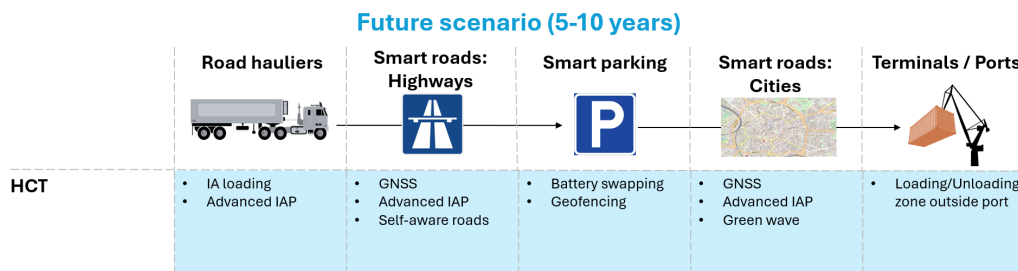 Future scenario (5-10 years)
Road hauliers
Smart roads:
Highways
Smart parking
Smart roads:
Cities
Terminals / Ports
P
HCT
• IA loading
• Advanced IAP
• GNSS
• Advanced IAP
• Self-aware roads
• Battery swapping
• Geofencing
• GNSS
• Advanced IAP
• Green wave
• Loading/Unloading
zone outside port